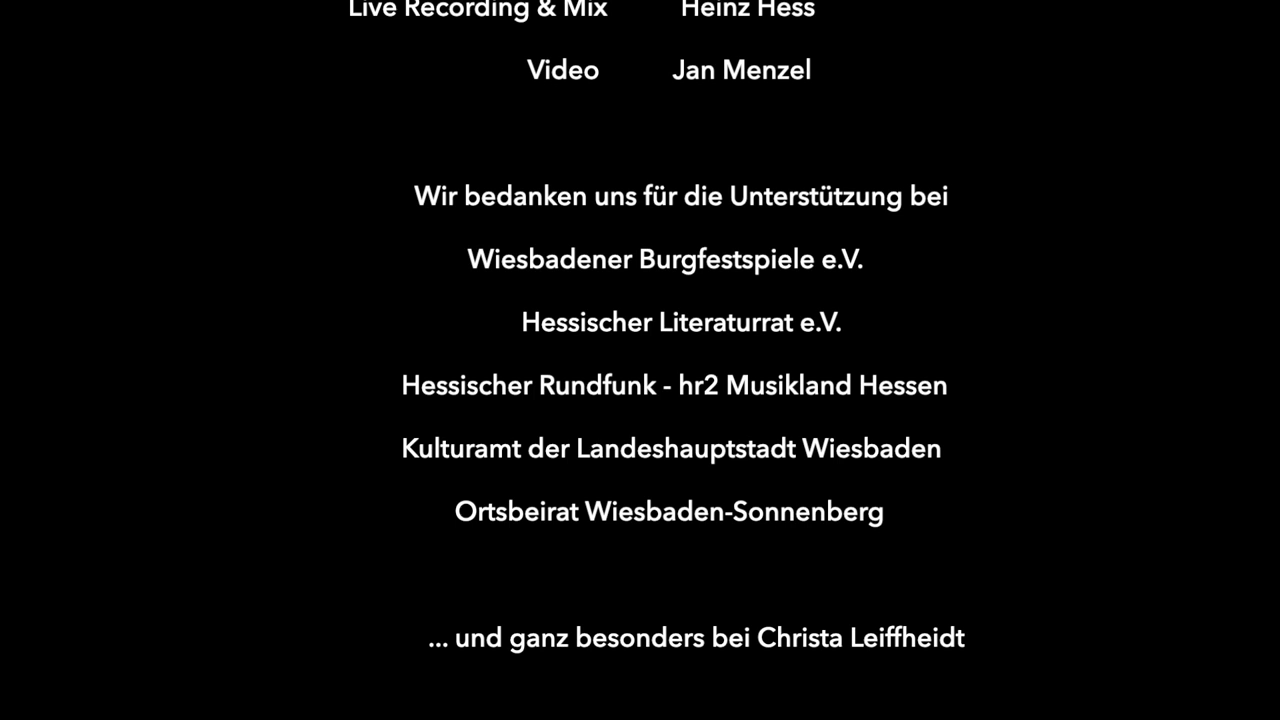 Live Recording & Mix Heinz Hess
Video Jan Menzel
Wir bedanken uns für die Unterstützung bei
Wiesbadener Burgfestspiele e.V.
Hessischer Literaturrat e.V.
Hessischer Rundfunk - hr2 Musikland Hessen
Kulturamt der Landeshauptstadt Wiesbaden
Ortsbeirat Wiesbaden-Sonnenberg
... und ganz besonders bei Christa Leiffheidt